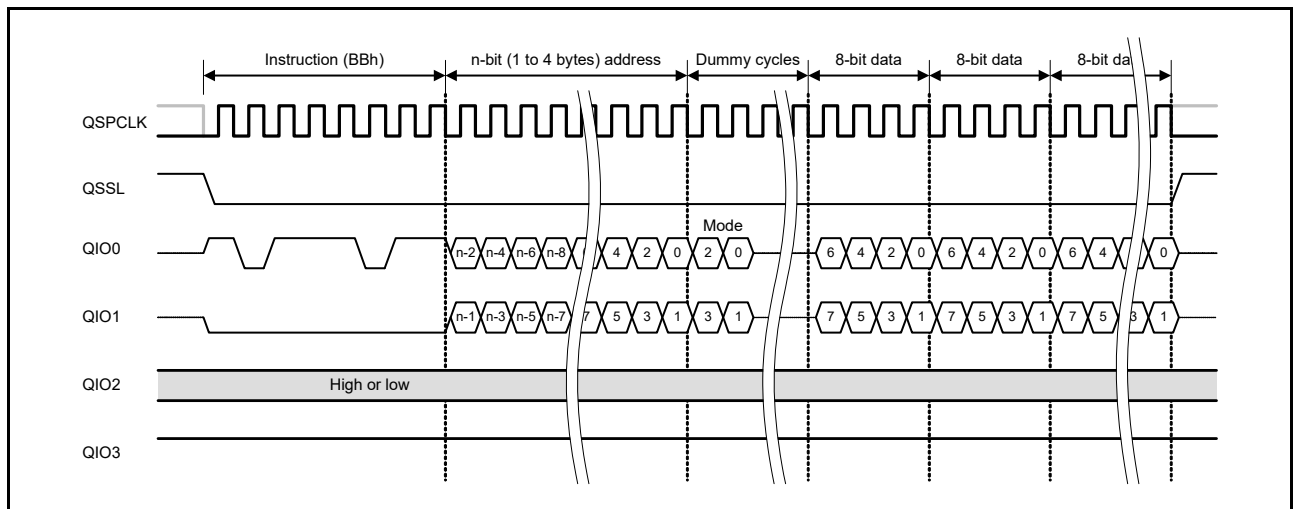 Instruction (BBh) n-bit (1 to 4 bytes) address Dummy cycles 8-bit data 8-bit data 8-bit da
QSPCLK
QSSL
Mode
QIO0 n-2 n-4 n-6 n-8 4 2 0 2 0 6 4 2 0 6 4 2 0 6 4 0
QIO1 n-1 n-3 n-5 n-7 7 5 3 1 3 1 7 5 3 1 7 5 3 1 7 5 3 1
QIO2 High or low
QIO3